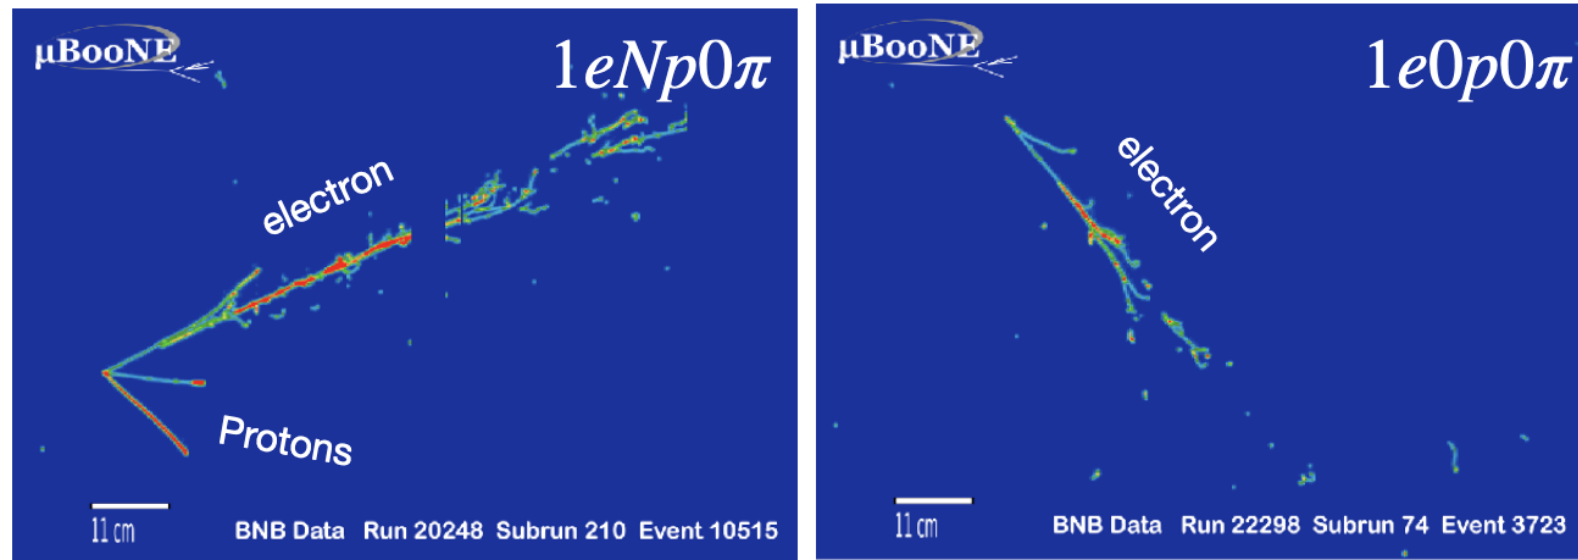 µBooNE
1eNp0π
electron
Protons
11 cm
BNB Data Run 20248 Subrun 210 Event 10515
µBooNE
1e0p0π
electron
11 cm
BNB Data Run 22298 Subrun 74 Event 3723